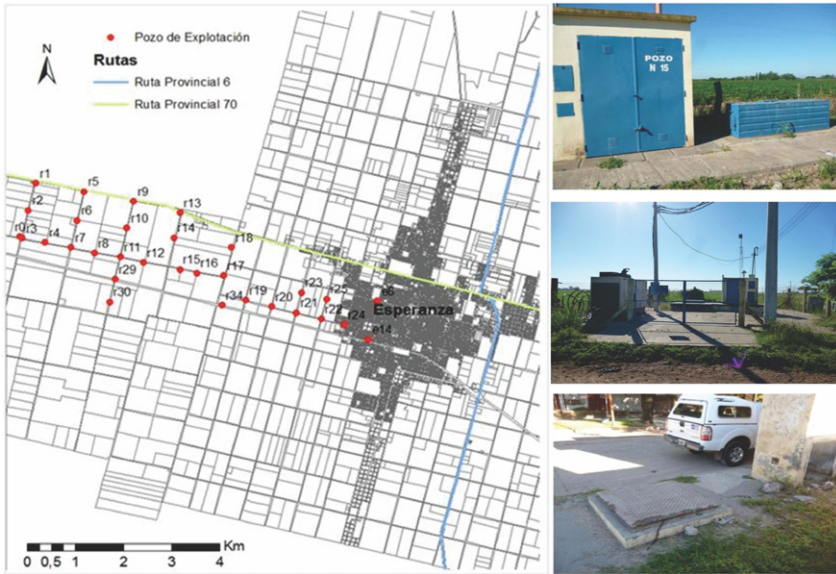 Pozo de Explotación
N
Rutas
Ruta Provincial 6
Ruta Provincial 70
r1
r5
r9
r13
r2
r6
r10
r14
r18
r0
r3
r4
r7
r8
r11
r12
r15
r16
r17
r29
r30
r34
r19
r20
r23
r21
r25
r22
r24
e6
Esperanza
e14
Km
0 0,5 1 2 3 4
POZO
N 15